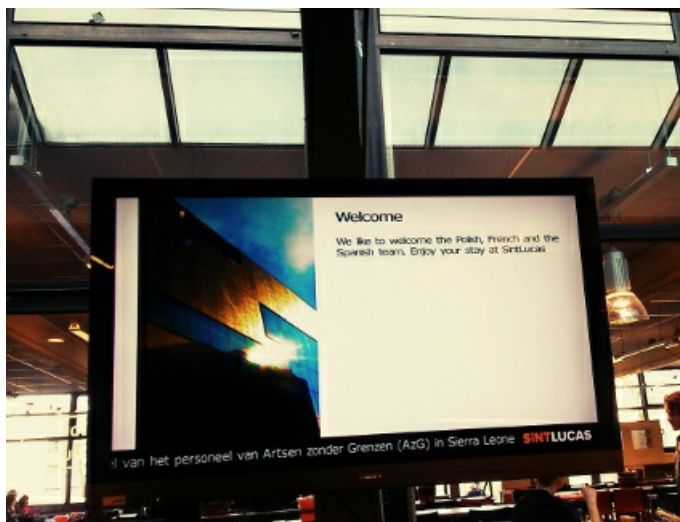 Welcome
We like to welcome the Polish, French and the
Spanish team. Enjoy your stay at SintLucas
el van het personeel van Artsen zonder Grenzen (AzG) in Sierra Leone SiNTLUCAS